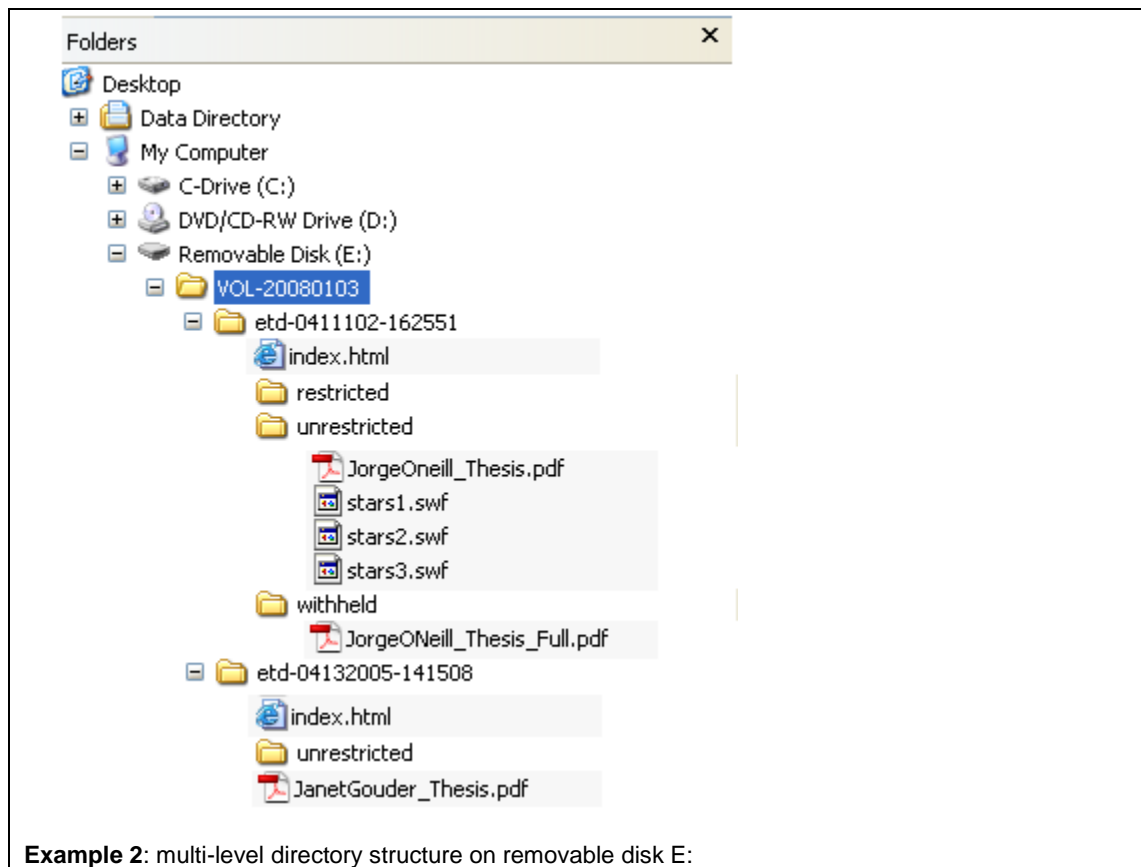 Folders
Desktop
Data Directory
My Computer
C-Drive (C:)
DVD/CD-RW Drive (D:)
Removable Disk (E:)
VOL-20080103
etd-0411102-162551
index.html
restricted
unrestricted
JorgeOneill_Thesis.pdf
stars1.swf
stars2.swf
stars3.swf
withheld
JorgeONeill_Thesis_Full.pdf
etd-04132005-141508
index.html
unrestricted
JanetGouder_Thesis.pdf
Example 2: multi-level directory structure on removable disk E: